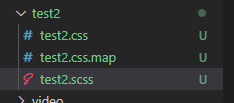 test2
# test2.css U
# test2.css.map U
test2.scss U
video